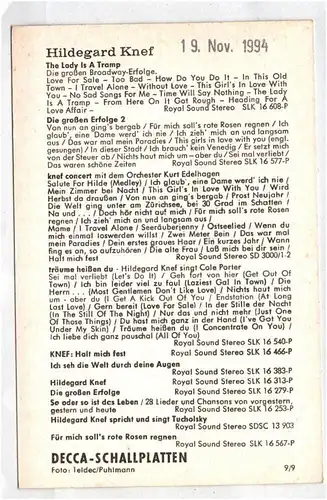 Hildegard Knef
19. Nov. 1994
The Lady Is A Tramp
Die großen Broadway-Erfolge.
Love For Sale – Too Bad – How Do You Do It – In This Old
Town – I Travel Alone – Without Love – This Girl's In Love With
You – No Sad Songs For Me – Time Will Say Nothing – The Lady
Is A Tramp – From Here On It Got Rough – Heading For A
Love Affair – Royal Sound Stereo SLK 16 608-P
Die großen Erfolge 2
Von nun an ging's bergab / Für mich soll's rote Rosen regnen / Ich
glaub', eine Dame werd' ich nie / Ich zieh' mich an und langsam
aus / Das war mal mein Paradies / This girl's in love with you (engl.
gesungen) / In dieser Stadt / Ich brauch' kein Venedig / Er setzt mich
von der Steuer ab / Nichts haut mich um – aber du / Sei mal verliebt /
Das waren schöne Zeiten Royal Sound Stereo SLK 16 577-P
knef concert mit dem Orchester Kurt Edelhagen
Salute For Hilde (Medley) / Ich glaub', eine Dame werd' ich nie /
Mein Zimmer bei Nacht / This Girl's In Love With You / Wird
Herbst da draußen / Von nun an ging's bergab / Prost Neujahr /
Die Welt ging unter am Zürichsee, bei 30 Grad im Schatten /
Na und . . . / Doch hör nicht auf mich / Für mich soll's rote Rosen
regnen / Ich zieh' mich an und langsam aus /
Mame / I Travel Alone / Seeräuberjenny / Ostseelied / Wenn du
mich einmal loswerden willst / Zwei Meter Bein / Das war mal
mein Paradies / Dein erstes graues Haar / Ein kurzes Jahr / Wann
fing es an, so aufzuhören / Die alte Frau / Laß mich bei dir sein /
Halt mich fest Royal Sound Stereo SD 3000/1-2
träume heißen du - Hildegard Knef singt Cole Porter
Sei mal verliebt (Let's Do It) / Geh fort von hier (Get Out Of
Town) / Ich bin leider viel zu faul (Laziest Gal In Town) / Die
Herrn . . . (Most Gentlemen Don't Like Love) / Nichts haut mich
um - aber du (I Get A Kick Out Of You / Endstation (At Long
Last Love) / Gern bereit (Love For Sale) / In der Stille der Nacht
(In The Still Of The Night) / Nur das und nicht mehr (Just One
Of Those Things) / Du hast mich ganz in der Hand (I've Got You
Under My Skin) / Träume heißen du (I Concentrate On You) /
Ich liebe dich ganz pauschal (All Of You)
Royal Sound Stereo SLK 16 540-P
KNEF: Halt mich fest Royal Sound Stereo SLK 16 466-P
Ich seh die Welt durch deine Augen
Royal Sound Stereo SLK 16 383-P
Hildegard Knef Royal Sound Stereo SLK 16 313-P
Die großen Erfolge Royal Sound Stereo SLK 16 279-P
So oder so ist das Leben / 28 Lieder und Chansons von vorgestern,
gestern und heute Royal Sound Stereo SLK 16 253-P
Hildegard Knef spricht und singt Tucholsky
Royal Sound Stereo SDSC 13 903
Für mich soll's rote Rosen regnen
Royal Sound Stereo SLK 16 567-P
DECCA-SCHALLPLATTEN
Foto: Teldec/Puhlmann 9/9